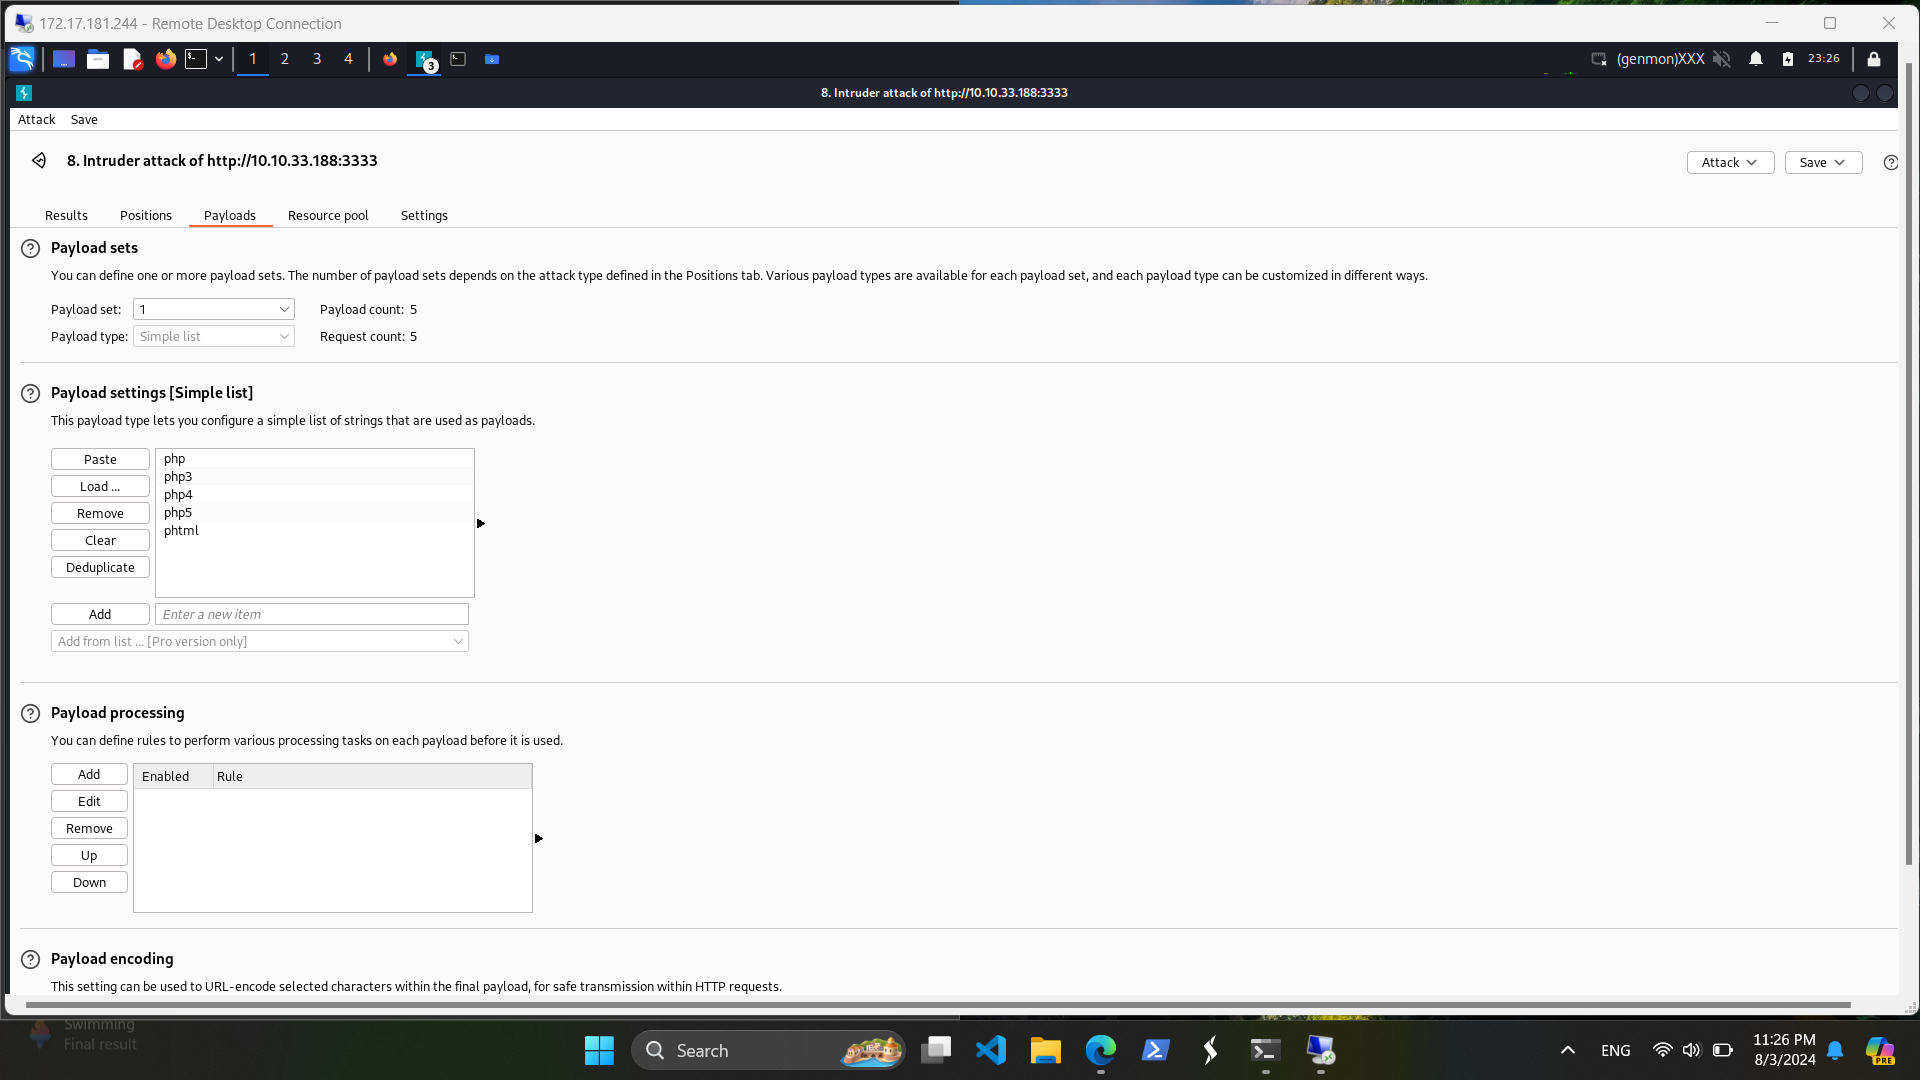 172.17.181.244 - Remote Desktop Connection
1 2 3 4 3 (genmon)XXX 23:26
8. Intruder attack of http://10.10.33.188:3333
Attack Save
8. Intruder attack of http://10.10.33.188:3333
Attack Save
Results Positions Payloads Resource pool Settings
Payload sets
You can define one or more payload sets. The number of payload sets depends on the attack type defined in the Positions tab. Various payload types are available for each payload set, and each payload type can be customized in different ways.
Payload set: 1 Payload count: 5
Payload type: Simple list Request count: 5
Payload settings [Simple list]
This payload type lets you configure a simple list of strings that are used as payloads.
Paste php
Load ... php3
Remove php4
Clear php5
Deduplicate phtml
Add Enter a new item
Add from list ... [Pro version only]
Payload processing
You can define rules to perform various processing tasks on each payload before it is used.
Add Enabled Rule
Edit
Remove
Up
Down
Payload encoding
This setting can be used to URL-encode selected characters within the final payload, for safe transmission within HTTP requests.
Swimming
Final result
Search
ENG
11:26 PM
8/3/2024
PRE